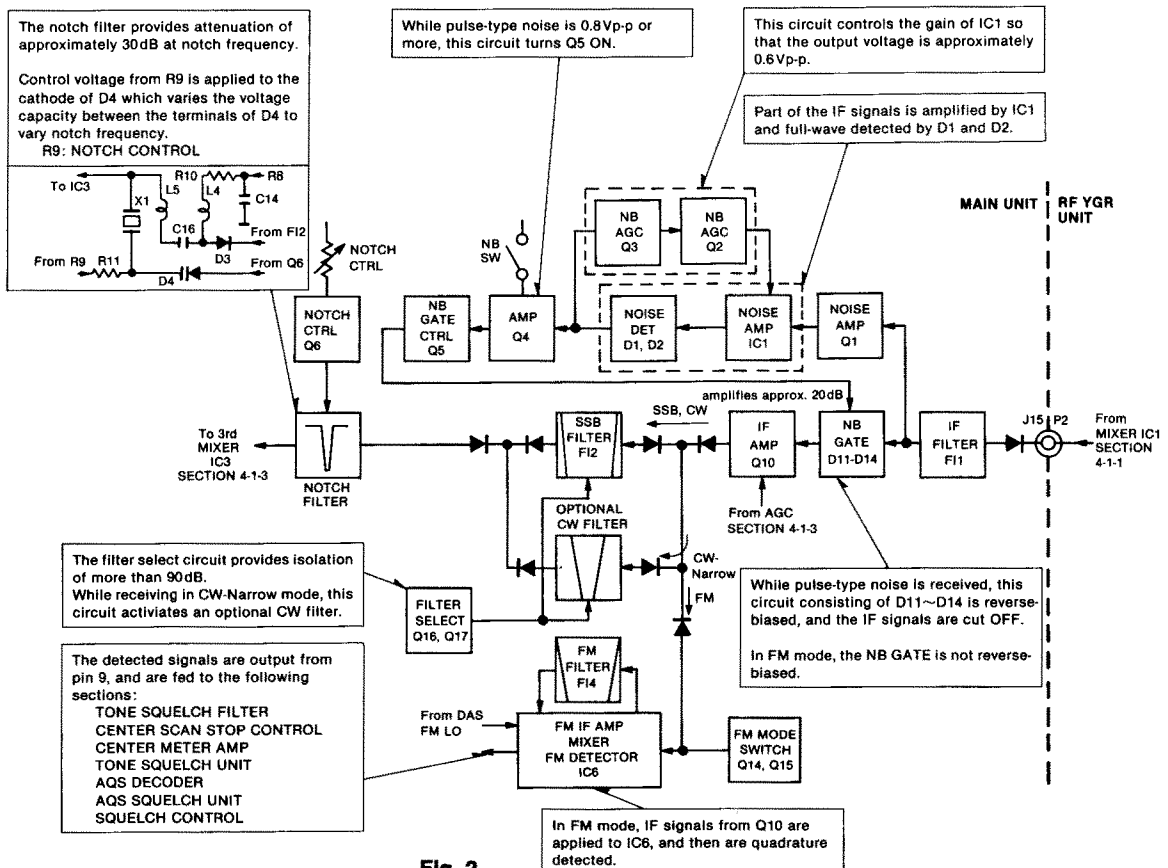 The notch filter provides attenuation of
approximately 30dB at notch frequency.
Control voltage from R9 is applied to the
cathode of D4 which varies the voltage
capacity between the terminals of D4 to
vary notch frequency.
R9: NOTCH CONTROL
To IC3
X1
L5
R10
L4
R8
C14
C16
From FI2
D3
From R9
R11
D4
From Q6
While pulse-type noise is 0.8Vp-p or
more, this circuit turns Q5 ON.
This circuit controls the gain of IC1 so
that the output voltage is approximately
0.6Vp-p.
Part of the IF signals is amplified by IC1
and full-wave detected by D1 and D2.
MAIN UNIT
RF YGR
UNIT
NB
AGC
Q3
NB
AGC
Q2
NB
SW
NOTCH
CTRL
NOTCH
CTRL
Q6
NB
GATE
CTRL
Q5
AMP
Q4
NOISE
DET
D1, D2
NOISE
AMP
IC1
NOISE
AMP
Q1
amplifies approx. 20dB
To 3rd
MIXER
IC3
SECTION 4-1-3
NOTCH
FILTER
SSB, CW
SSB
FILTER
FI2
IF
AMP
Q10
NB
GATE
D11-D14
IF
FILTER
FI1
J15
P2
From
MIXER IC1
SECTION
4-1-1
From AGC
SECTION 4-1-3
OPTIONAL
CW FILTER
CW-
Narrow
FM
The filter select circuit provides isolation
of more than 90dB.
While receiving in CW-Narrow mode, this
circuit activiates an optional CW filter.
FILTER
SELECT
Q16, Q17
While pulse-type noise is received, this
circuit consisting of D11~D14 is reverse-
biased, and the IF signals are cut OFF.
In FM mode, the NB GATE is not reverse-
biased.
The detected signals are output from
pin 9, and are fed to the following
sections:
TONE SQUELCH FILTER
CENTER SCAN STOP CONTROL
CENTER METER AMP
TONE SQUELCH UNIT
AQS DECODER
AQS SQUELCH UNIT
SQUELCH CONTROL
FM
FILTER
FI4
From DAS
FM LO
FM IF AMP
MIXER
FM DETECTOR
IC6
FM MODE
SWITCH
Q14, Q15
In FM mode, IF signals from Q10 are
applied to IC6, and then are quadrature
detected.
Fig. 2